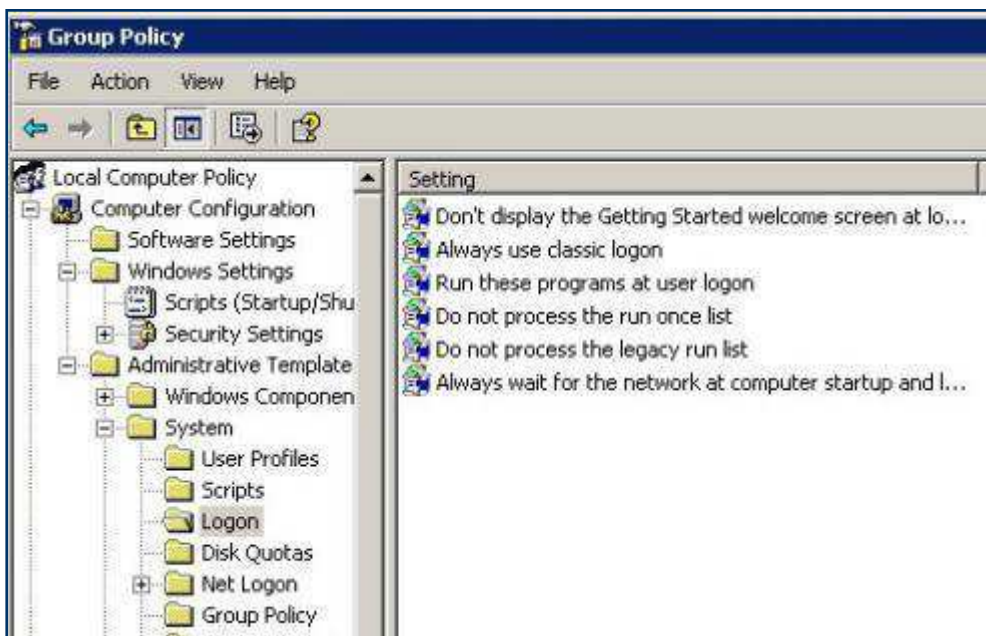 Group Policy
File Action View Help
Local Computer Policy
Computer Configuration
Software Settings
Windows Settings
Scripts (Startup/Shu
Security Settings
Administrative Template
Windows Componen
System
User Profiles
Scripts
Logon
Disk Quotas
Net Logon
Group Policy
Setting
Don't display the Getting Started welcome screen at lo...
Always use classic logon
Run these programs at user logon
Do not process the run once list
Do not process the legacy run list
Always wait for the network at computer startup and l...